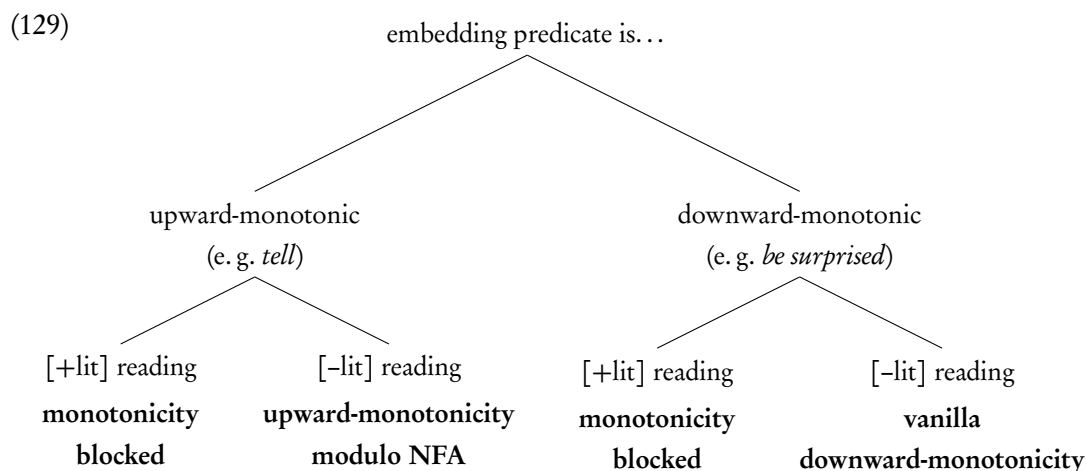 (129)
embedding predicate is…
upward-monotonic downward-monotonic
(e. g. tell) (e. g. be surprised)
[+lit] reading [–lit] reading [+lit] reading [–lit] reading
monotonicity upward-monotonicity monotonicity vanilla
blocked modulo NFA blocked downward-monotonicity